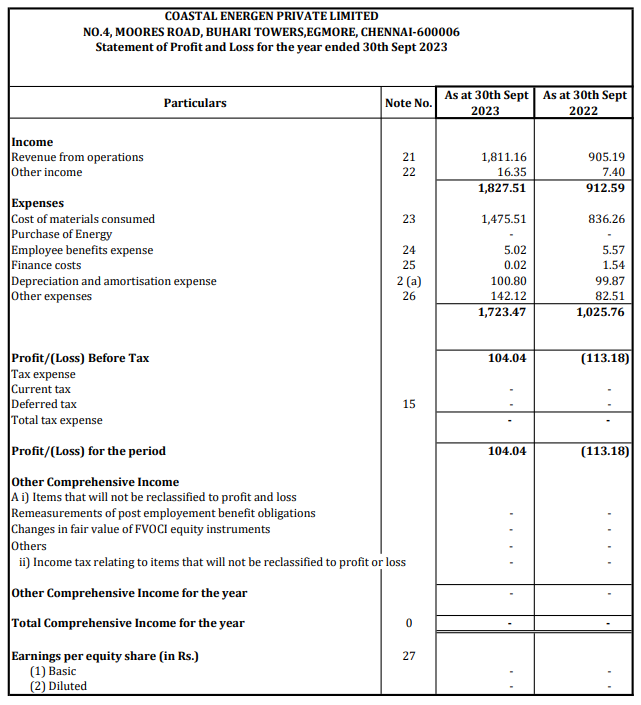 COASTAL ENERGEN PRIVATE LIMITED
NO.4, MOORES ROAD, BUHARI TOWERS,EGMORE, CHENNAI-600006
Statement of Profit and Loss for the year ended 30th Sept 2023
Particulars Note No. As at 30th Sept 2023 As at 30th Sept 2022
Income
Revenue from operations 21 1,811.16 905.19
Other income 22 16.35 7.40
1,827.51 912.59
Expenses
Cost of materials consumed 23 1,475.51 836.26
Purchase of Energy - -
Employee benefits expense 24 5.02 5.57
Finance costs 25 0.02 1.54
Depreciation and amortisation expense 2 (a) 100.80 99.87
Other expenses 26 142.12 82.51
1,723.47 1,025.76
Profit/(Loss) Before Tax 104.04 (113.18)
Tax expense
Current tax - -
Deferred tax 15 - -
Total tax expense - -
Profit/(Loss) for the period 104.04 (113.18)
Other Comprehensive Income
A i) Items that will not be reclassified to profit and loss
Remeasurements of post employement benefit obligations - -
Changes in fair value of FVOCI equity instruments - -
Others - -
ii) Income tax relating to items that will not be reclassified to profit or loss - -
Other Comprehensive Income for the year - -
Total Comprehensive Income for the year 0 - -
Earnings per equity share (in Rs.) 27
(1) Basic - -
(2) Diluted - -